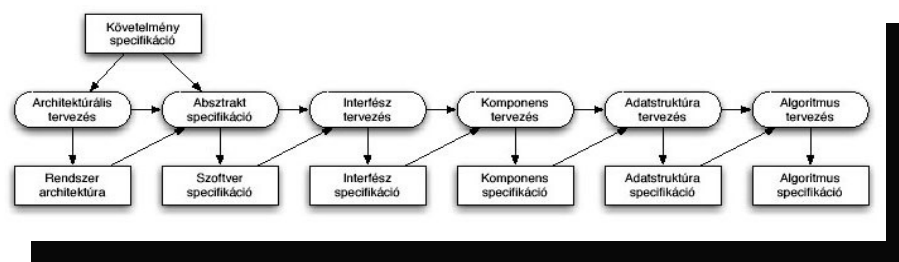 Követelmény
specifikáció
Architektúrális
tervezés
Absztrakt
specifikáció
Interfész
tervezés
Komponens
tervezés
Adatstruktúra
tervezés
Algoritmus
tervezés
Rendszer
architektúra
Szoftver
specifikáció
Interfész
specifikáció
Komponens
specifikáció
Adatstruktúra
specifikáció
Algoritmus
specifikáció